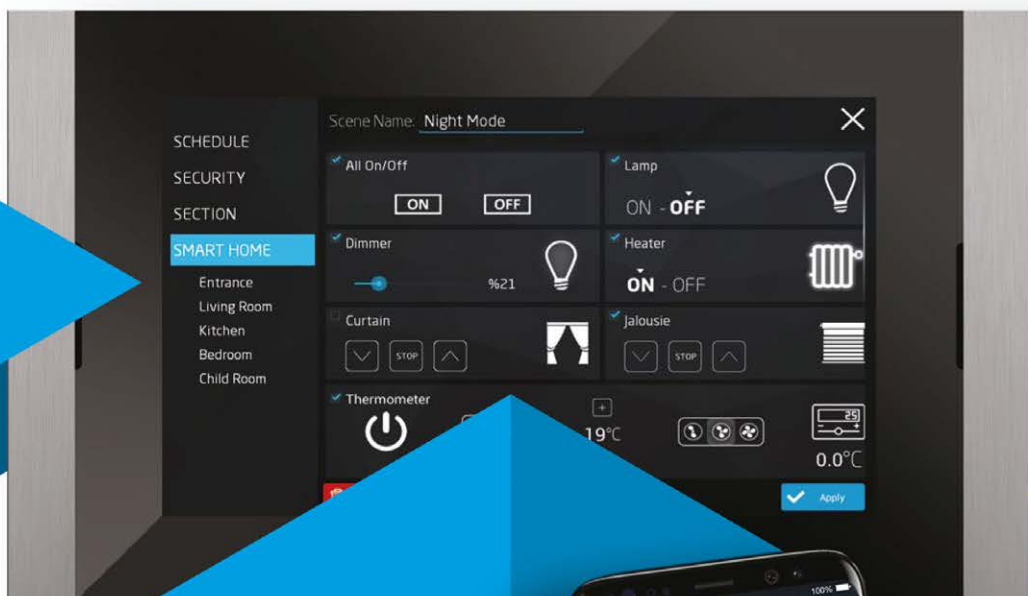 SCHEDULE
SECURITY
SECTION
SMART HOME
Entrance
Living Room
Kitchen
Bedroom
Child Room
Scene Name: Night Mode
All On/Off
ON OFF
Lamp
ON - OFF
Dimmer
%21
Heater
ON - OFF
Curtain
STOP
Jalousie
STOP
Thermometer
19°C
25
0.0°C
Apply
100%